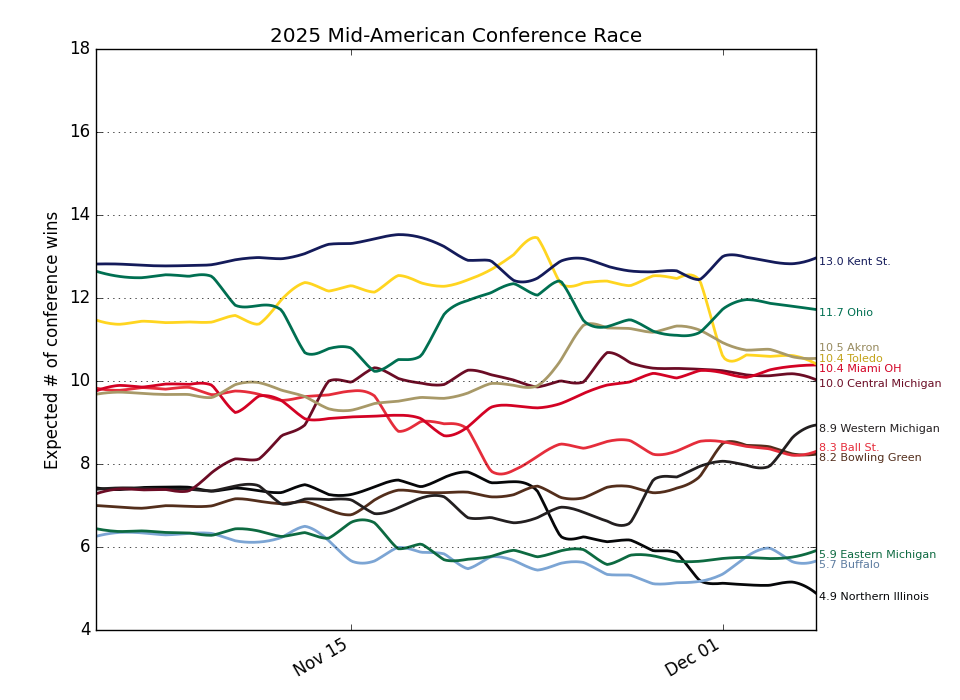 2025 Mid-American Conference Race
Expected # of conference wins
18
16
14
12
10
8
6
4
Nov 15
Dec 01
13.0 Kent St.
11.7 Ohio
10.5 Akron
10.4 Toledo
10.4 Miami OH
10.0 Central Michigan
8.9 Western Michigan
8.3 Ball St.
8.2 Bowling Green
5.9 Eastern Michigan
5.7 Buffalo
4.9 Northern Illinois